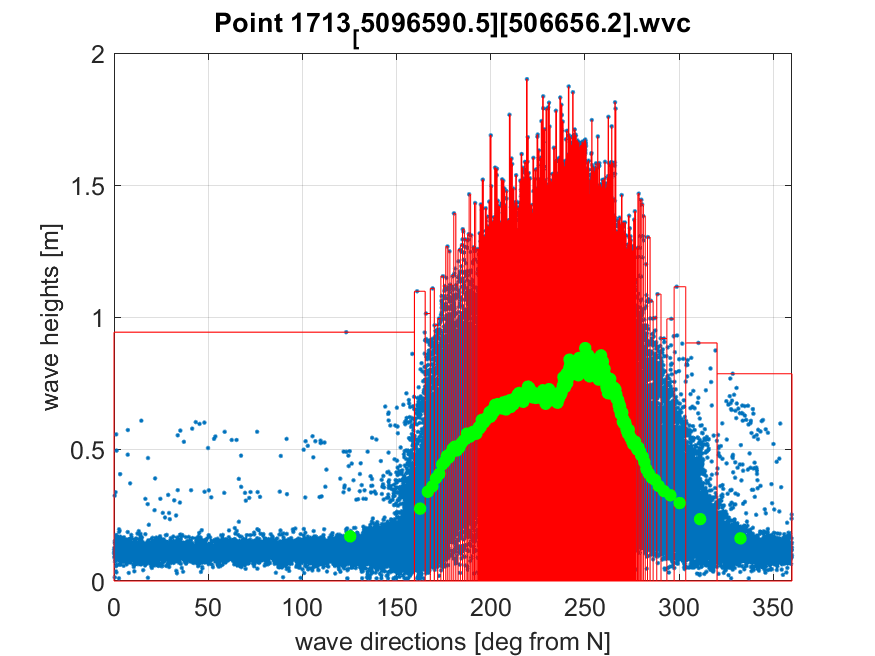 Point 1713[5096590.5][506656.2].wvc
2
1.5
1
0.5
0
wave heights [m]
0 50 100 150 200 250 300 350
wave directions [deg from N]